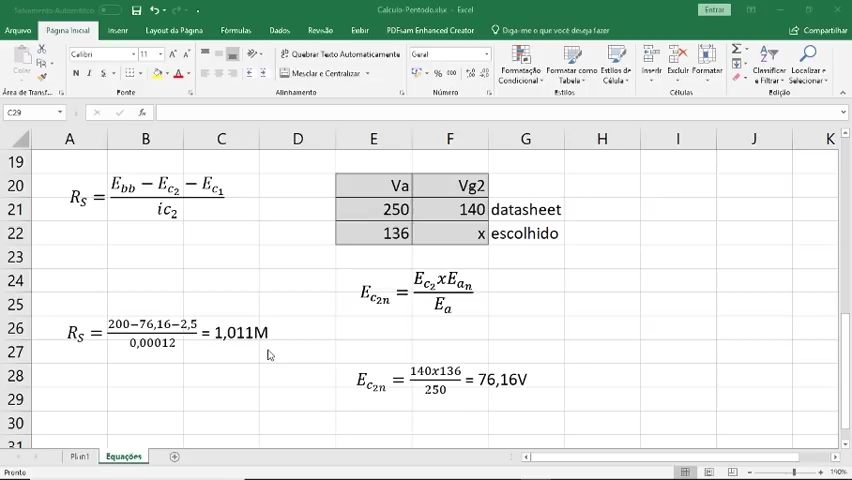 Salvamento Automático
Calculo-Pentodo.xlsx - Excel
Entrar
Arquivo Página Inicial Inserir Layout da Página Fórmulas Dados Revisão Exibir PDFsam Enhanced Creator Diga-me o que você deseja fazer
Colar
Calibri 11
N I S
Quebrar Texto Automaticamente
Mesclar e Centralizar
Geral
Formatação Condicional
Formatar como Tabela
Estilos de Célula
Inserir Excluir Formatar
Classificar e Filtrar
Localizar e Selecionar
Área de Transf... Fonte Alinhamento Número Estilos Células Edição
C29 fx
A B C D E F G H I J K
19
20 Va Vg2
R_S = (E_bb − E_c2 − E_c1) / ic_2
21 250 140 datasheet
22 136 x escolhido
23
24
E_c2n = (E_c2 x E_an) / E_a
25
26
R_S = (200−76,16−2,5) / 0,00012 = 1,011M
27
28
E_c2n = (140x136) / 250 = 76,16V
29
30
31
Plan1 Equações
Pronto 190%